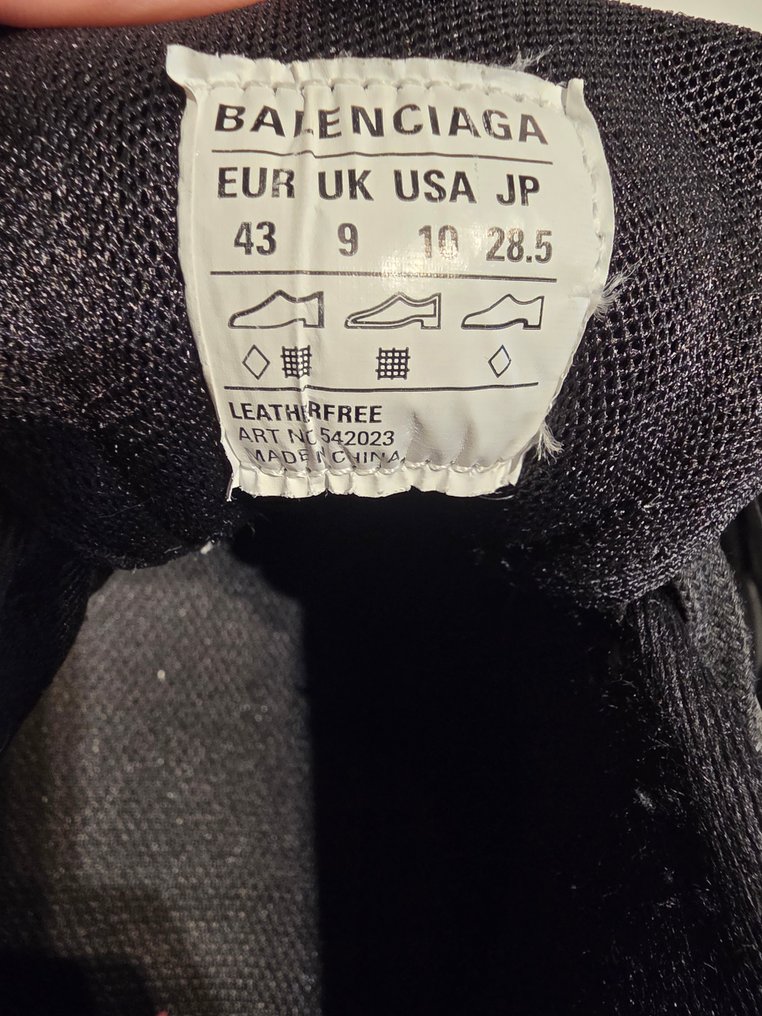 BALENCIAGA
EUR UK USA JP
43 9 10 28.5
LEATHERFREE
ART NO 542023
MADE IN CHINA